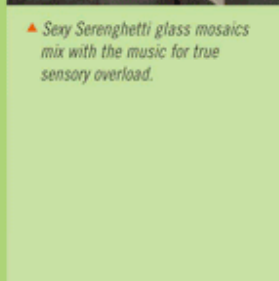 Sexy Serenghetti glass mosaics
mix with the music for true
sensory overload.